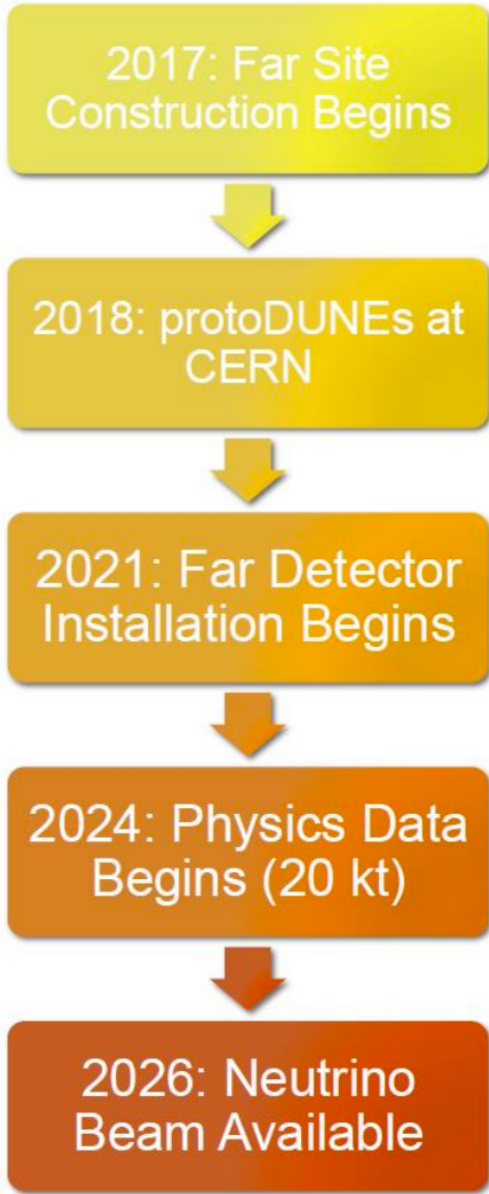 2017: Far Site
Construction Begins
2018: protoDUNEs at
CERN
2021: Far Detector
Installation Begins
2024: Physics Data
Begins (20 kt)
2026: Neutrino
Beam Available